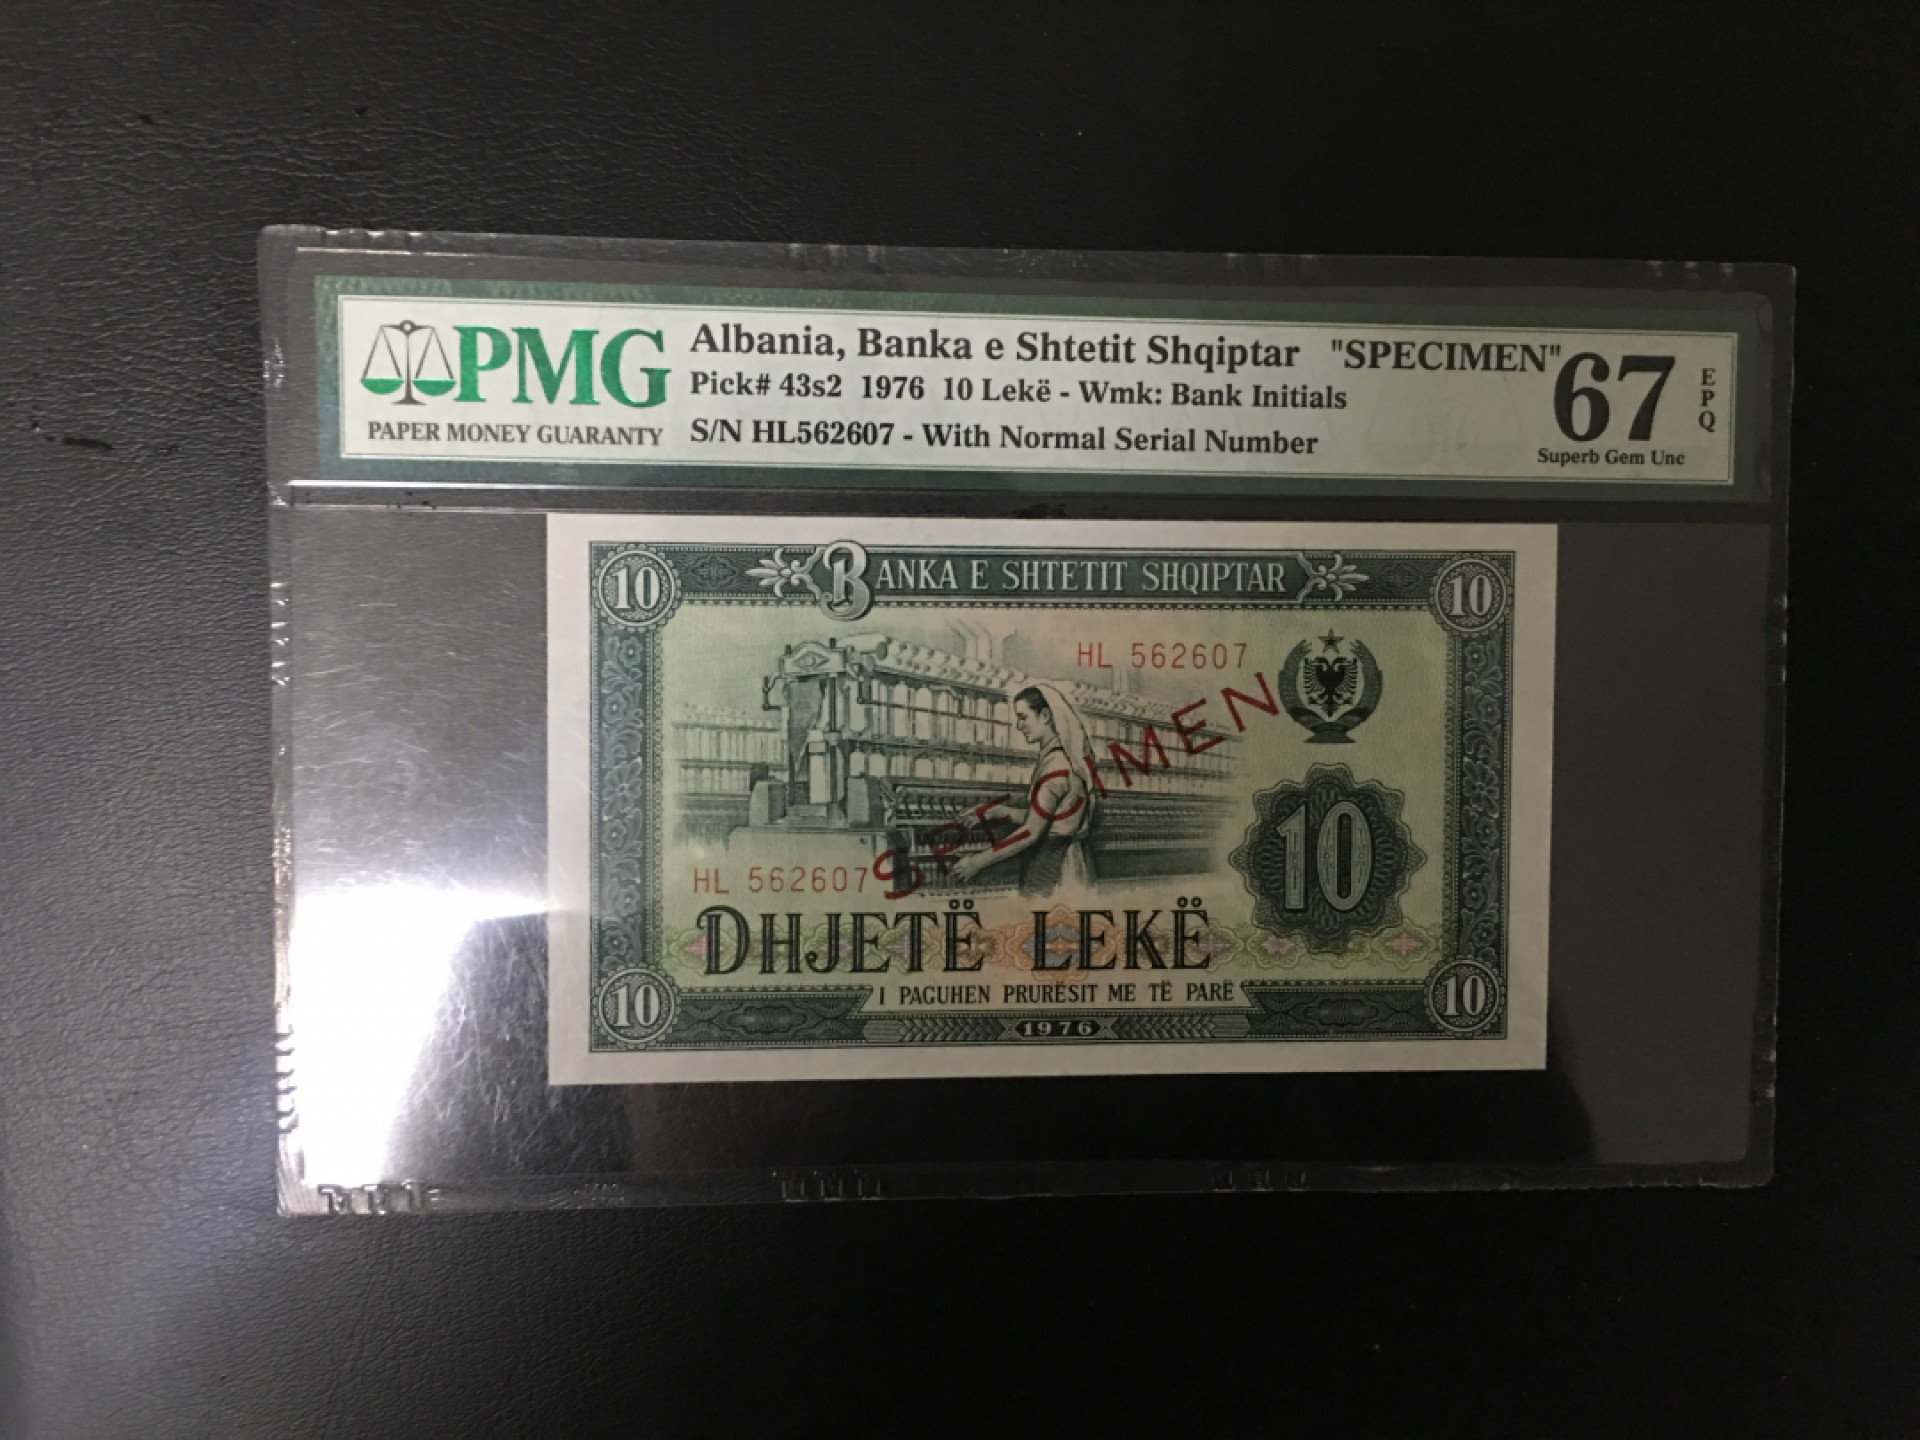 PMG
PAPER MONEY GUARANTY
Albania, Banka e Shtetit Shqiptar "SPECIMEN"
Pick# 43s2 1976 10 Lekë - Wmk: Bank Initials
S/N HL562607 - With Normal Serial Number
67
EPQ
Superb Gem Unc
10
BANKA E SHTETIT SHQIPTAR
10
HL 562607
SPECIMEN
10
HL 562607
DHJETË LEKË
10
I PAGUHEN PRURËSIT ME TË PARË
10
1976